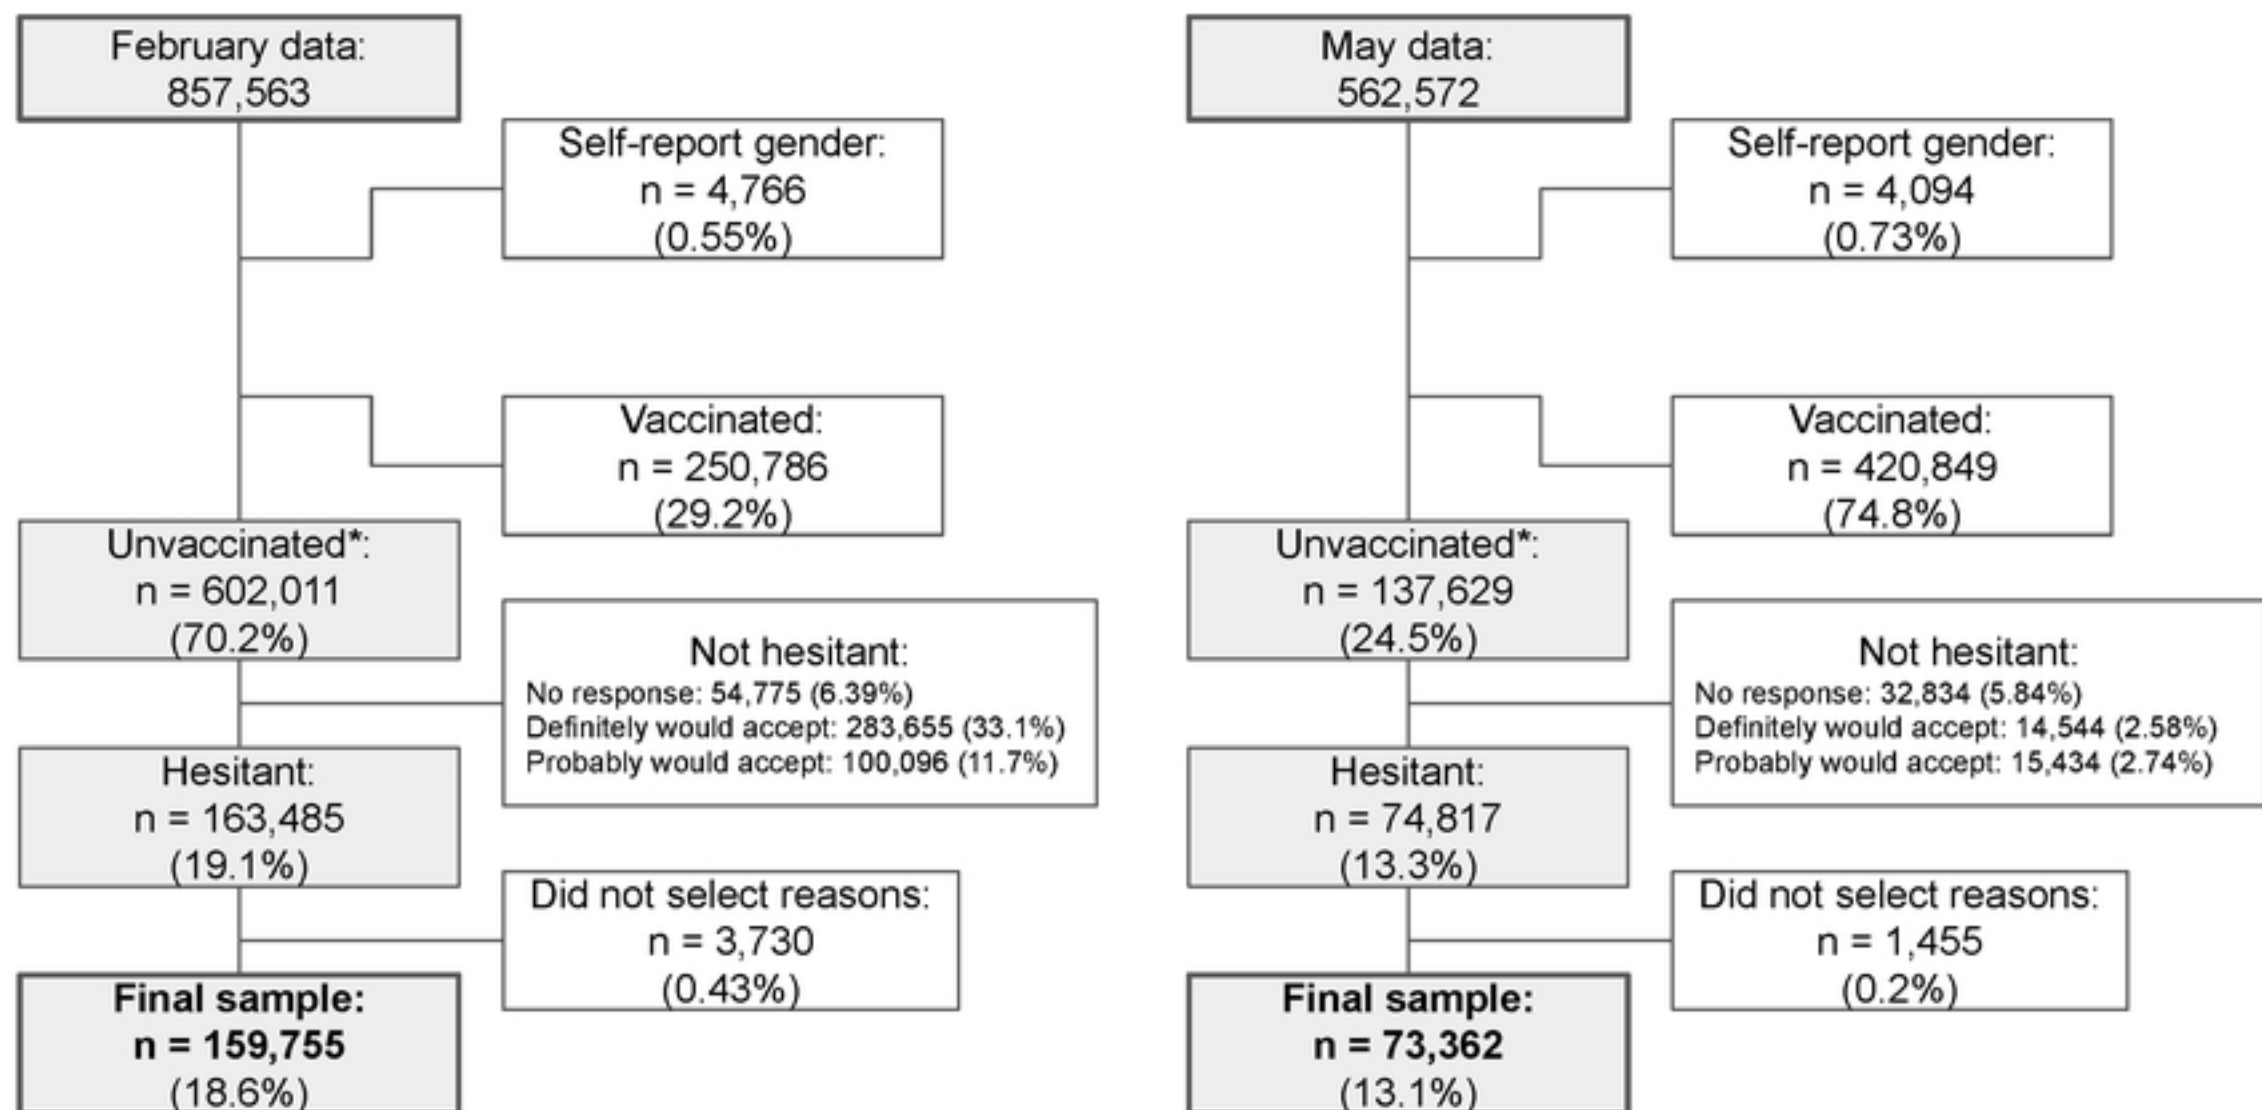 February data:
857,563
Self-report gender:
n = 4,766
(0.55%)
Vaccinated:
n = 250,786
(29.2%)
Unvaccinated*:
n = 602,011
(70.2%)
Not hesitant:
No response: 54,775 (6.39%)
Definitely would accept: 283,655 (33.1%)
Probably would accept: 100,096 (11.7%)
Hesitant:
n = 163,485
(19.1%)
Did not select reasons:
n = 3,730
(0.43%)
Final sample:
n = 159,755
(18.6%)
May data:
562,572
Self-report gender:
n = 4,094
(0.73%)
Vaccinated:
n = 420,849
(74.8%)
Unvaccinated*:
n = 137,629
(24.5%)
Not hesitant:
No response: 32,834 (5.84%)
Definitely would accept: 14,544 (2.58%)
Probably would accept: 15,434 (2.74%)
Hesitant:
n = 74,817
(13.3%)
Did not select reasons:
n = 1,455
(0.2%)
Final sample:
n = 73,362
(13.1%)